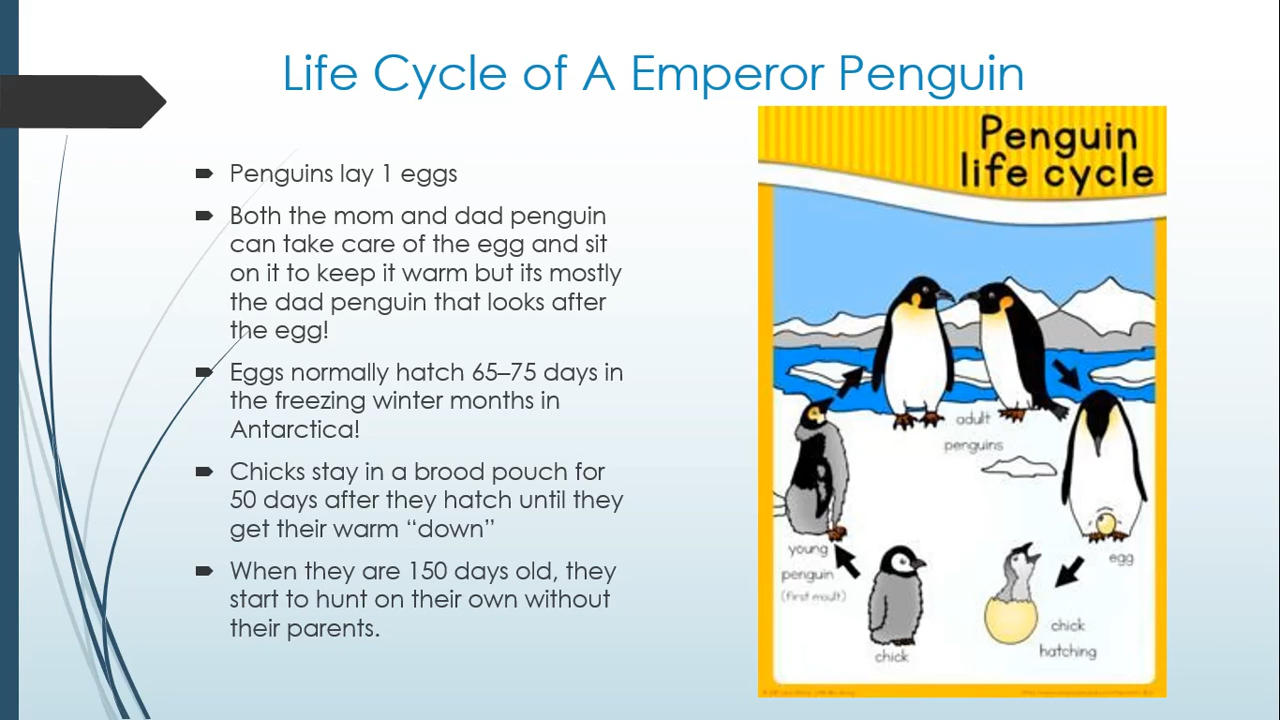 Life Cycle of A Emperor Penguin
Penguins lay 1 eggs
Both the mom and dad penguin
can take care of the egg and sit
on it to keep it warm but its mostly
the dad penguin that looks after
the egg!
Eggs normally hatch 65–75 days in
the freezing winter months in
Antarctica!
Chicks stay in a brood pouch for
50 days after they hatch until they
get their warm “down”
When they are 150 days old, they
start to hunt on their own without
their parents.
Penguin
life cycle
adult
penguins
egg
chick
hatching
chick
young
penguin
(first moult)